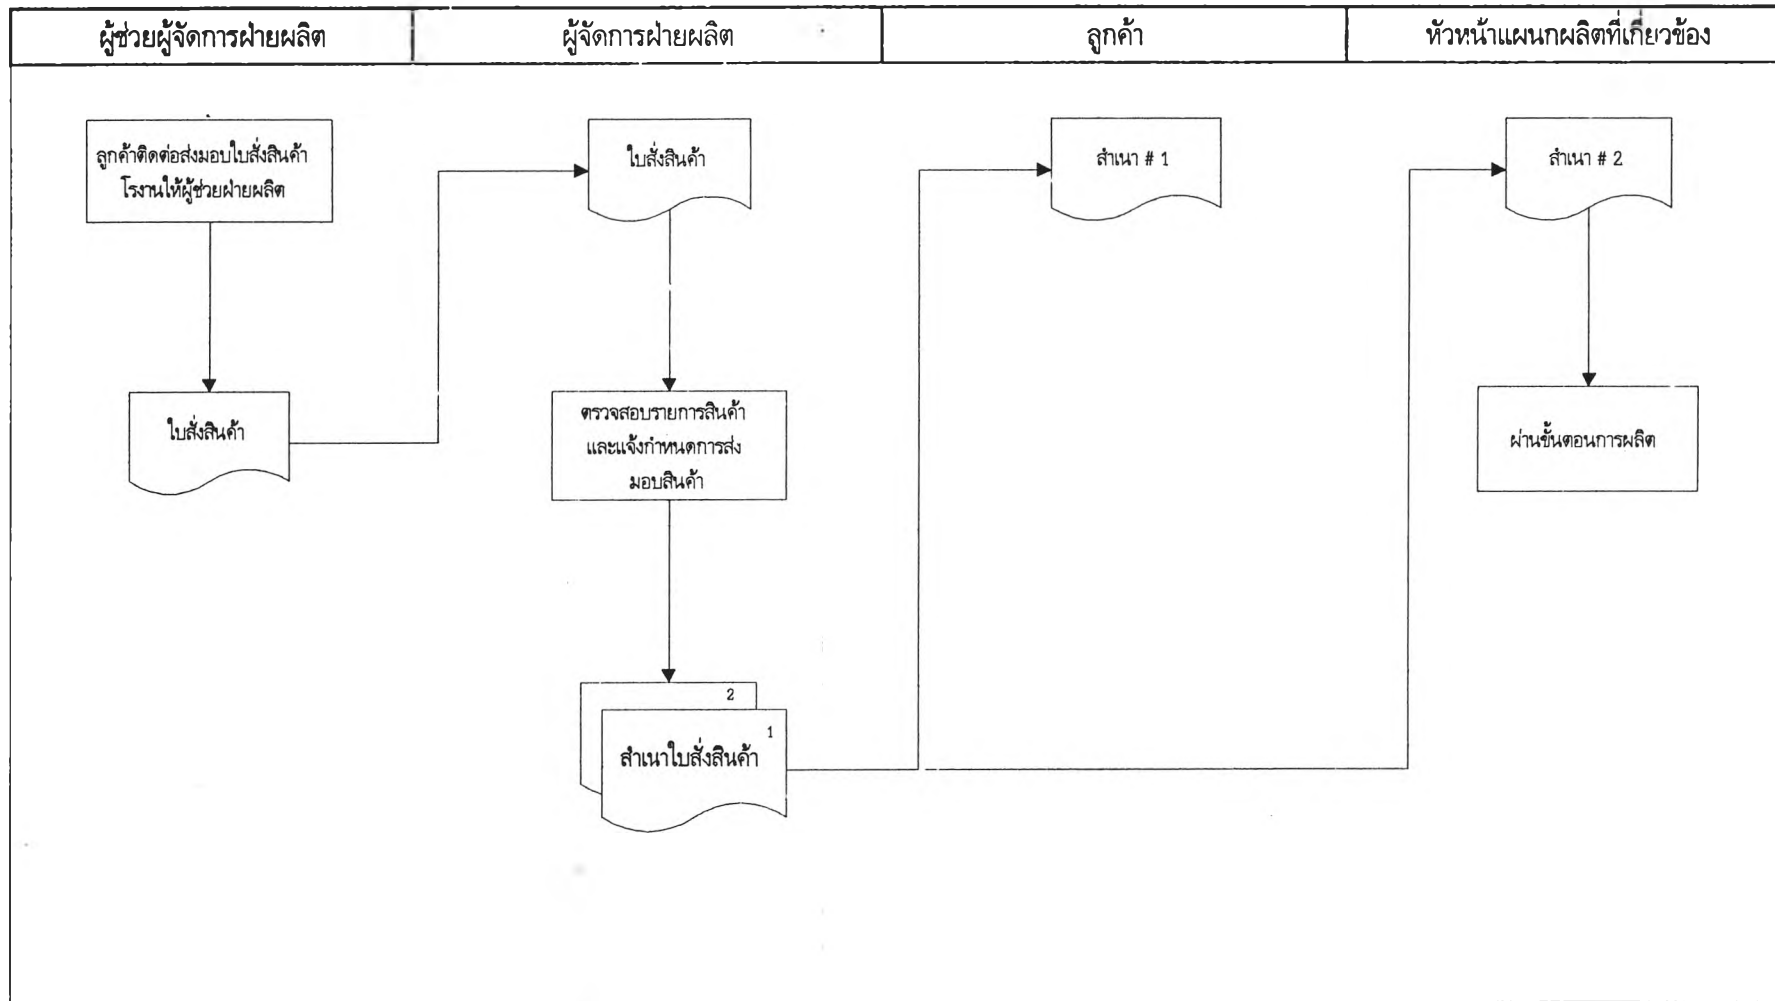 ผู้ช่วยผู้จัดการฝ่ายผลิต
ผู้จัดการฝ่ายผลิต
ลูกค้า
หัวหน้าแผนกผลิตที่เกี่ยวข้อง
ลูกค้าติดต่อส่งมอบใบสั่งสินค้า
โรงานให้ผู้ช่วยฝ่ายผลิต
ใบสั่งสินค้า
ใบสั่งสินค้า
ตรวจสอบรายการสินค้า
และแจ้งกำหนดการส่ง
มอบสินค้า
2
1
สำเนาใบสั่งสินค้า
สำเนา # 1
สำเนา # 2
ผ่านขั้นตอนการผลิต